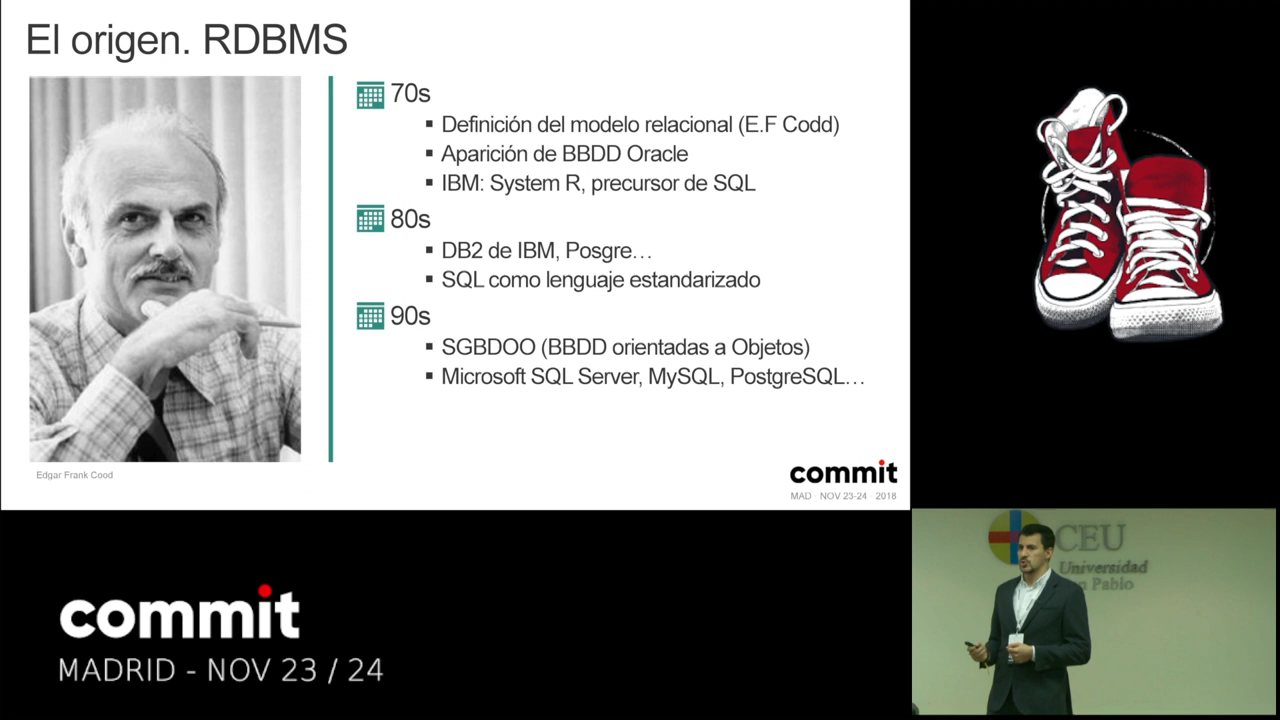 El origen. RDBMS
70s
▪ Definición del modelo relacional (E.F Codd)
▪ Aparición de BBDD Oracle
▪ IBM: System R, precursor de SQL
80s
▪ DB2 de IBM, Posgre…
▪ SQL como lenguaje estandarizado
90s
▪ SGBDOO (BBDD orientadas a Objetos)
▪ Microsoft SQL Server, MySQL, PostgreSQL…
Edgar Frank Cood
commit
MAD NOV 23-24 2018
commit
MADRID - NOV 23 / 24
CEU
Universidad
Pablo